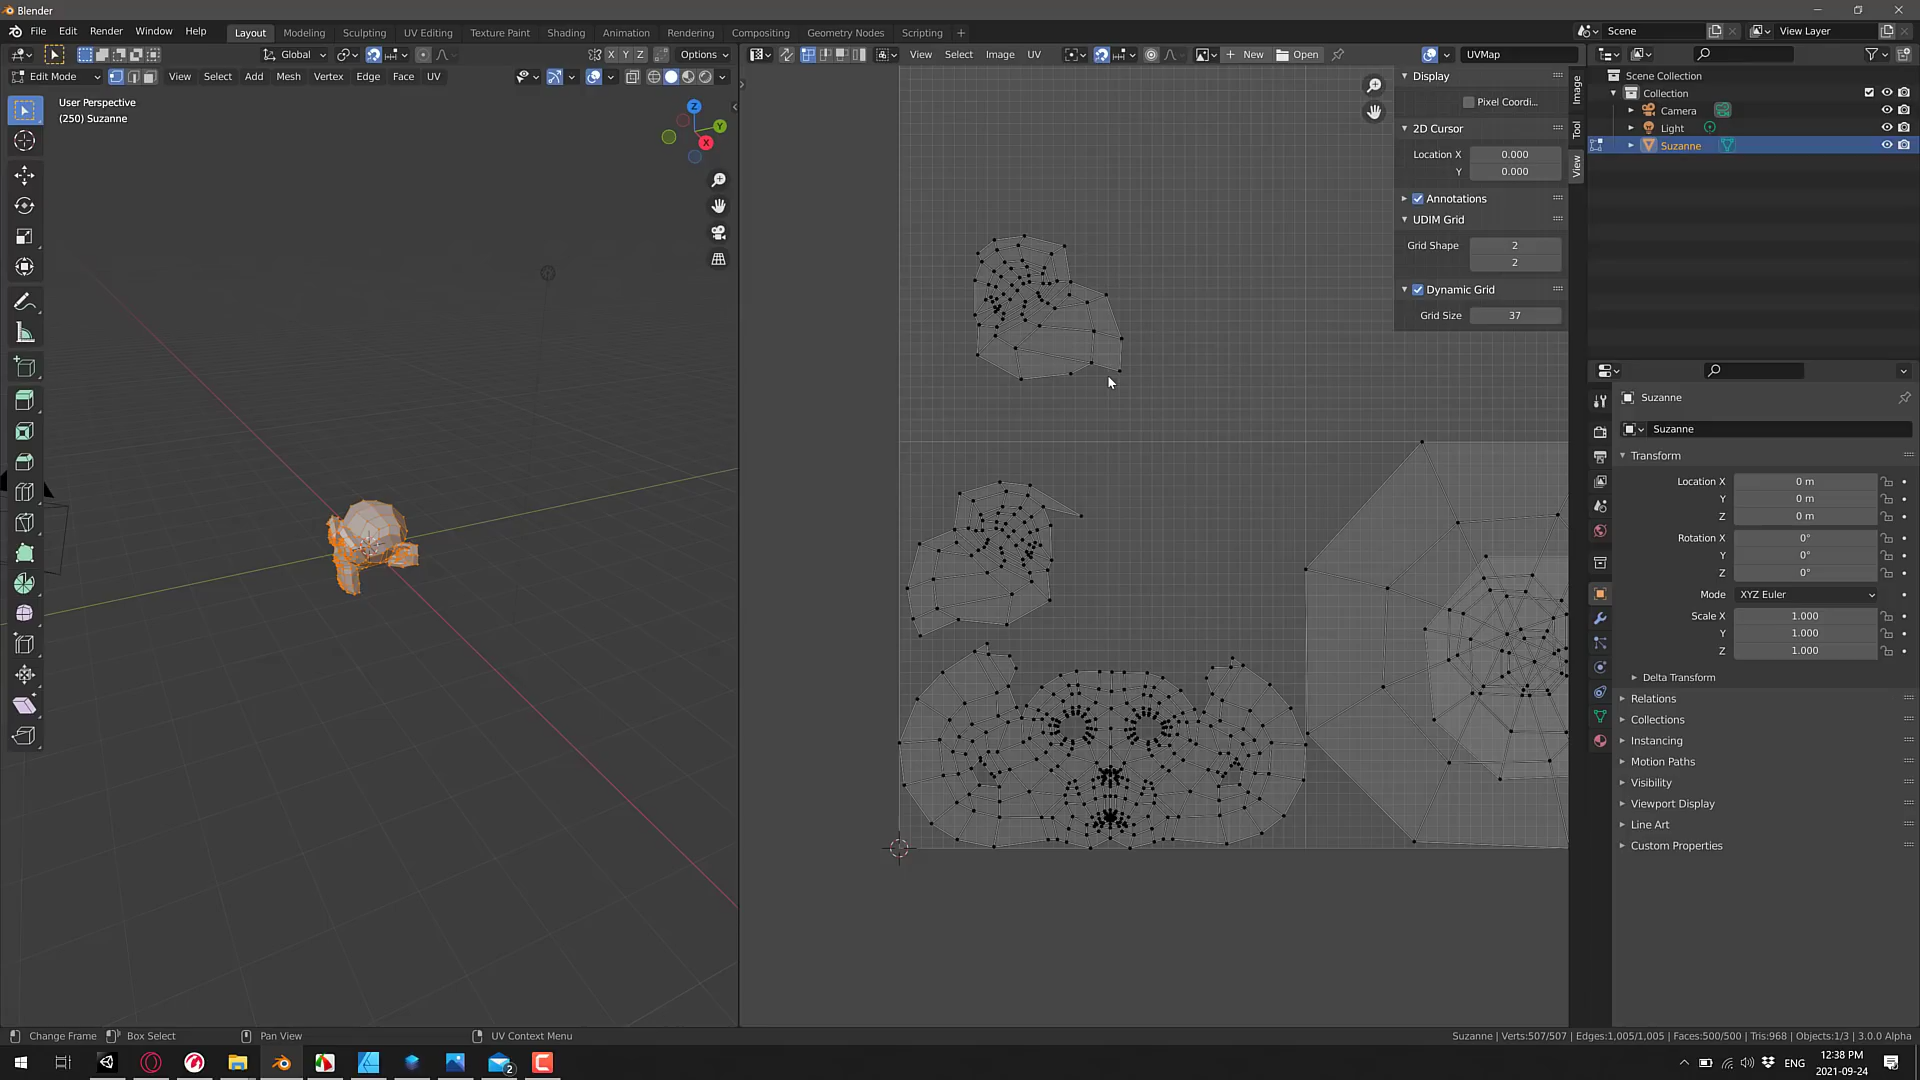 Blender
File Edit Render Window Help
Layout Modeling Sculpting UV Editing Texture Paint Shading Animation Rendering Compositing Geometry Nodes Scripting +
Scene
View Layer
Global
X Y Z
Options
View Select Image UV
New
Open
UVMap
Edit Mode
View Select Add Mesh Vertex Edge Face UV
User Perspective
(250) Suzanne
Z
Y
X
Display
Pixel Coordi...
2D Cursor
Location X 0.000
Y 0.000
Annotations
UDIM Grid
Grid Shape 2
2
Dynamic Grid
Grid Size 37
Image
Tool
View
Scene Collection
Collection
Camera
Light
Suzanne
Suzanne
Suzanne
Transform
Location X 0 m
Y 0 m
Z 0 m
Rotation X 0°
Y 0°
Z 0°
Mode XYZ Euler
Scale X 1.000
Y 1.000
Z 1.000
Delta Transform
Relations
Collections
Instancing
Motion Paths
Visibility
Viewport Display
Line Art
Custom Properties
Change Frame Box Select Pan View UV Context Menu
Suzanne | Verts:507/507 | Edges:1,005/1,005 | Faces:500/500 | Tris:968 | Objects:1/3 | 3.0.0 Alpha
2
ENG
12:38 PM
2021-09-24